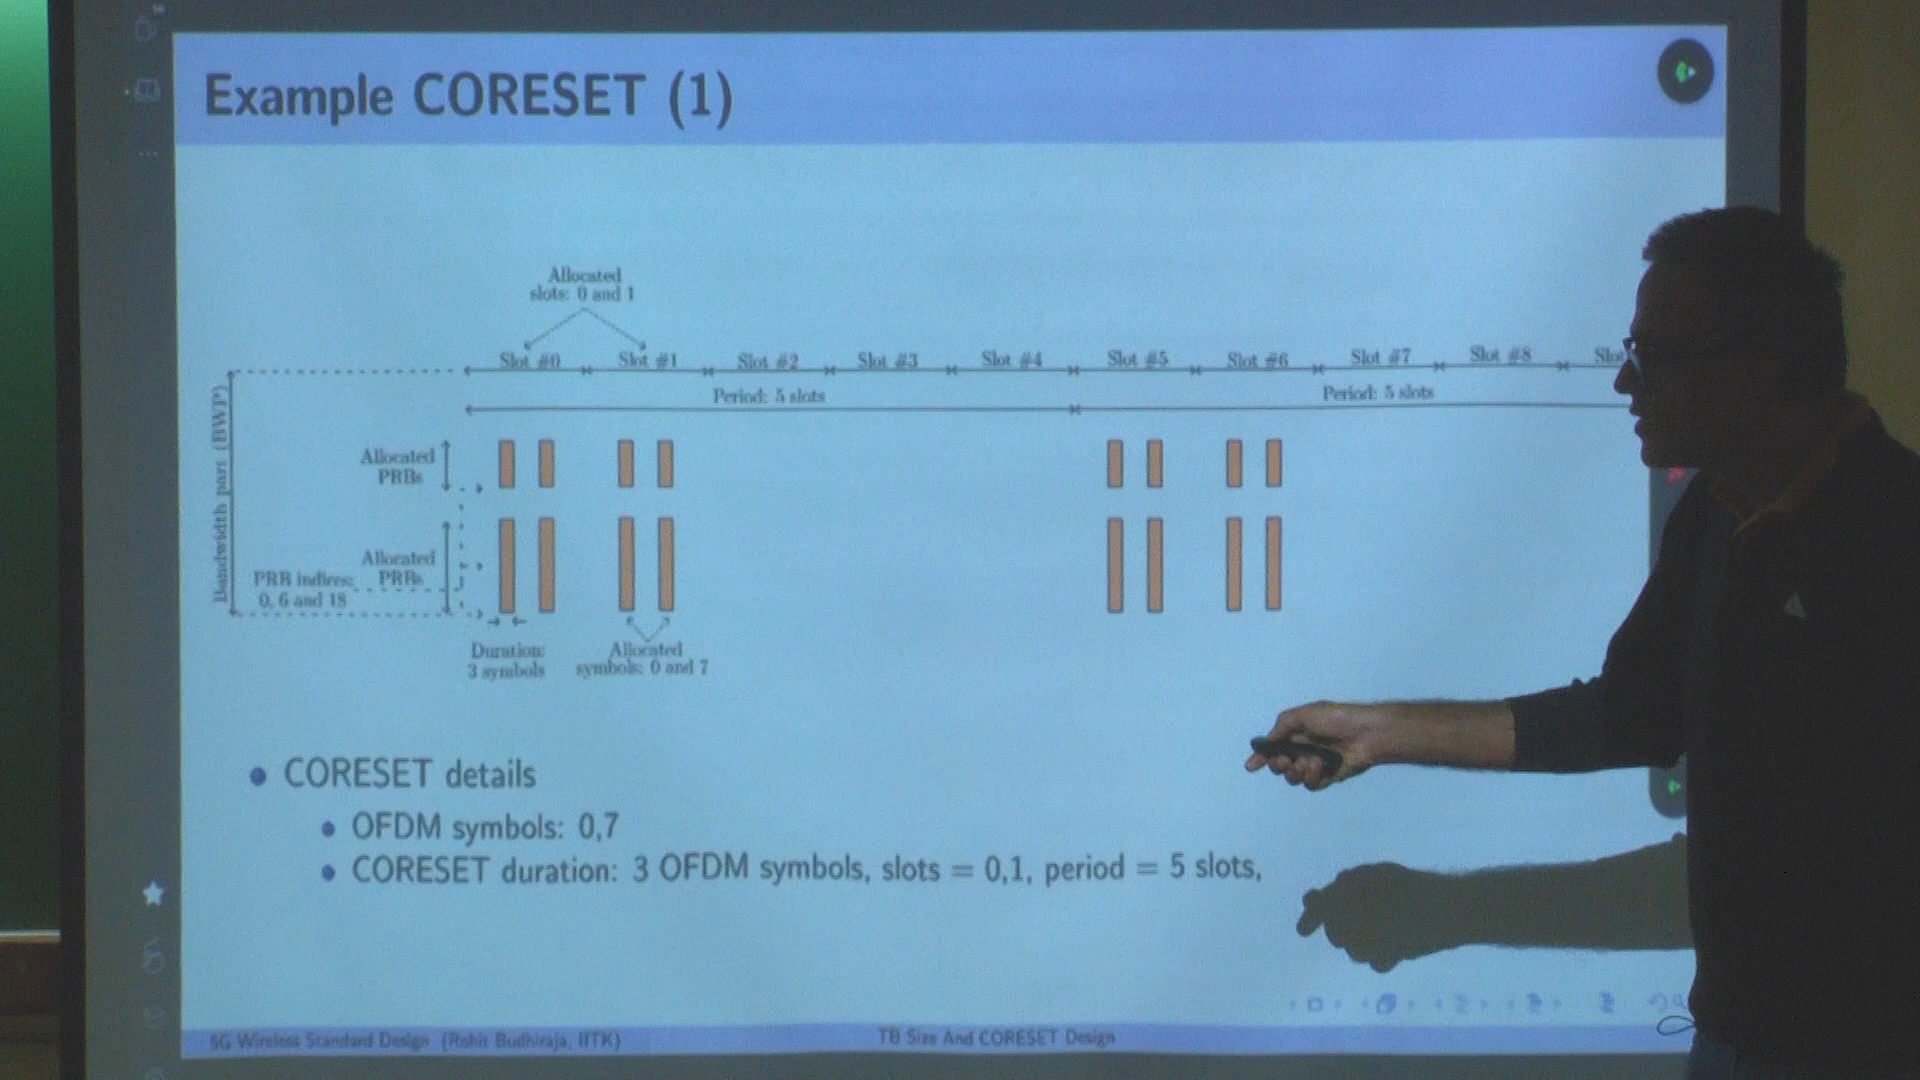 Example CORESET (1)
Allocated
slots: 0 and 1
Slot #0 Slot #1 Slot #2 Slot #3 Slot #4 Slot #5 Slot #6 Slot #7 Slot #8 Slot
Period: 5 slots Period: 5 slots
Bandwidth part (BWP)
Allocated
PRBs
Allocated
PRBs
PRB indices:
0, 6 and 18
Duration:
3 symbols
Allocated
symbols: 0 and 7
CORESET details
OFDM symbols: 0,7
CORESET duration: 3 OFDM symbols, slots = 0,1, period = 5 slots,
5G Wireless Standard Design (Rohit Budhiraja, IITK) TB Size And CORESET Design